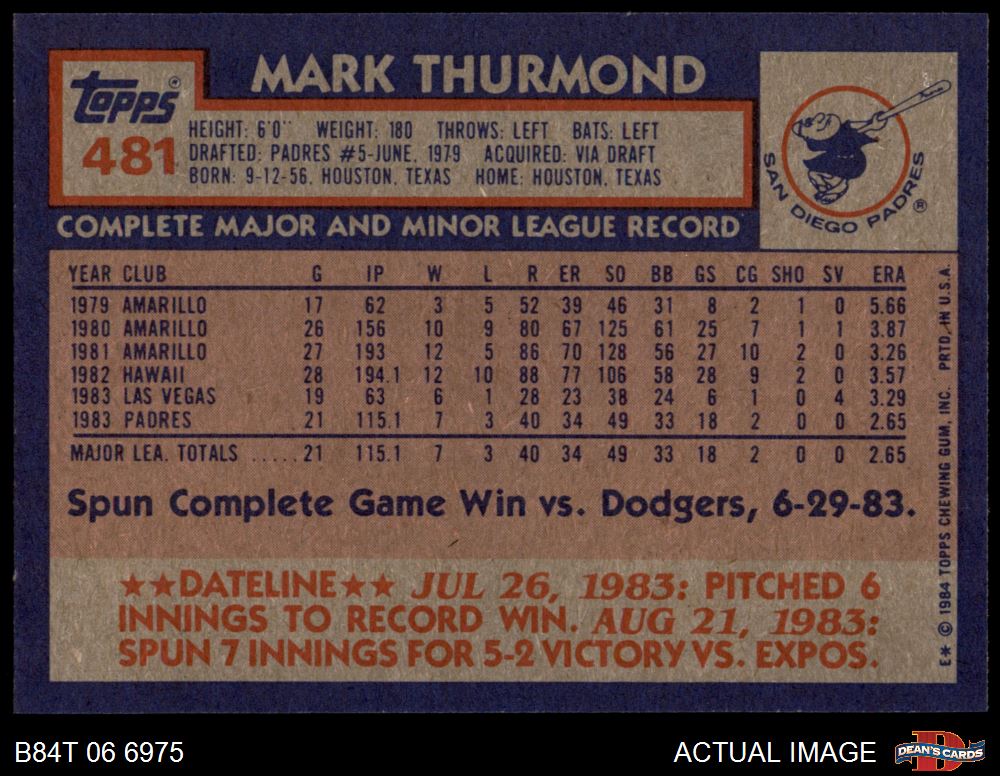 Topps®
481
MARK THURMOND
HEIGHT: 6'0" WEIGHT: 180 THROWS: LEFT BATS: LEFT
DRAFTED: PADRES #5-JUNE, 1979 ACQUIRED: VIA DRAFT
BORN: 9-12-56, HOUSTON, TEXAS HOME: HOUSTON, TEXAS
SAN DIEGO PADRES ®
COMPLETE MAJOR AND MINOR LEAGUE RECORD
YEAR CLUB G IP W L R ER SO BB GS CG SHO SV ERA
1979 AMARILLO 17 62 3 5 52 39 46 31 8 2 1 0 5.66
1980 AMARILLO 26 156 10 9 80 67 125 61 25 7 1 1 3.87
1981 AMARILLO 27 193 12 5 86 70 128 56 27 10 2 0 3.26
1982 HAWAII 28 194.1 12 10 88 77 106 58 28 9 2 0 3.57
1983 LAS VEGAS 19 63 6 1 28 23 38 24 6 1 0 4 3.29
1983 PADRES 21 115.1 7 3 40 34 49 33 18 2 0 0 2.65
MAJOR LEA. TOTALS ..... 21 115.1 7 3 40 34 49 33 18 2 0 0 2.65
Spun Complete Game Win vs. Dodgers, 6-29-83.
★★DATELINE★★ JUL 26, 1983: PITCHED 6
INNINGS TO RECORD WIN. AUG 21, 1983:
SPUN 7 INNINGS FOR 5-2 VICTORY VS. EXPOS.
E* © 1984 TOPPS CHEWING GUM, INC. PRTD. IN U.S.A.
B84T 06 6975
ACTUAL IMAGE
DEAN'S CARDS